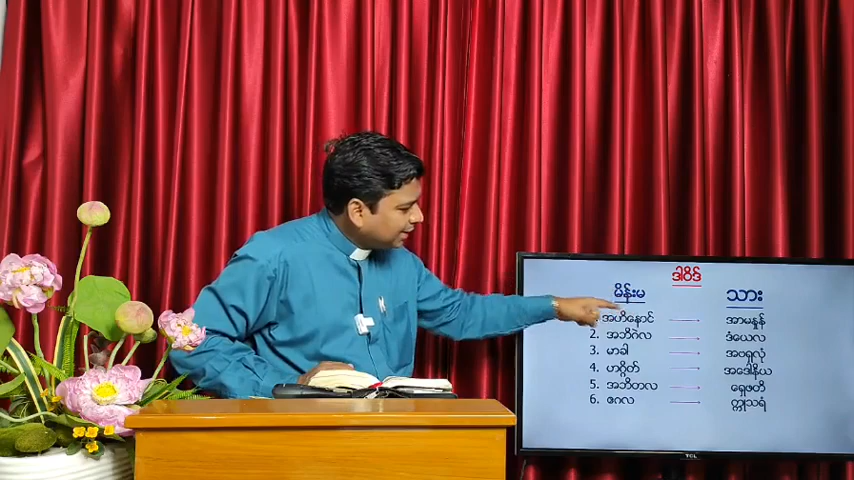 ဒါဝိဒ်
မိန်းမ သား
1. အဟိနောင် အာမနုန်
2. အဘိဂဲလ ဒံယေလ
3. မာခါ အဗရှလုံ
4. ဟဂ္ဂိတ် အဒေါနိယ
5. အဘိတလ ရှေဖတိ
6. ဧဂလ ဣသရံ
TCL